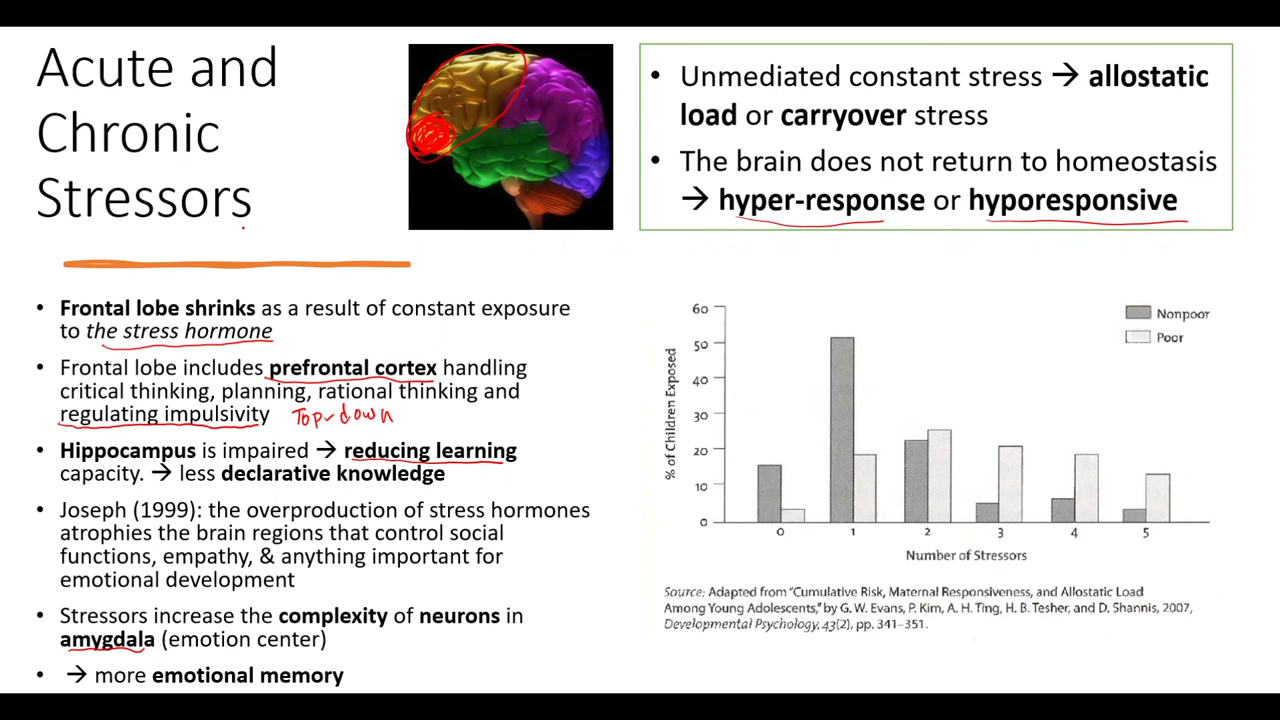 Acute and
Chronic
Stressors
• Unmediated constant stress → allostatic
load or carryover stress
• The brain does not return to homeostasis
→ hyper-response or hyporesponsive
• Frontal lobe shrinks as a result of constant exposure
to the stress hormone
• Frontal lobe includes prefrontal cortex handling
critical thinking, planning, rational thinking and
regulating impulsivity Top-down
• Hippocampus is impaired → reducing learning
capacity. → less declarative knowledge
• Joseph (1999): the overproduction of stress hormones
atrophies the brain regions that control social
functions, empathy, & anything important for
emotional development
• Stressors increase the complexity of neurons in
amygdala (emotion center)
• → more emotional memory
% of Children Exposed
60
50
40
30
20
10
0
Nonpoor
Poor
0 1 2 3 4 5
Number of Stressors
Source: Adapted from "Cumulative Risk, Maternal Responsiveness, and Allostatic Load
Among Young Adolescents," by G. W. Evans, P. Kim, A. H. Ting, H. B. Tesher, and D. Shannis, 2007,
Developmental Psychology, 43(2), pp. 341–351.